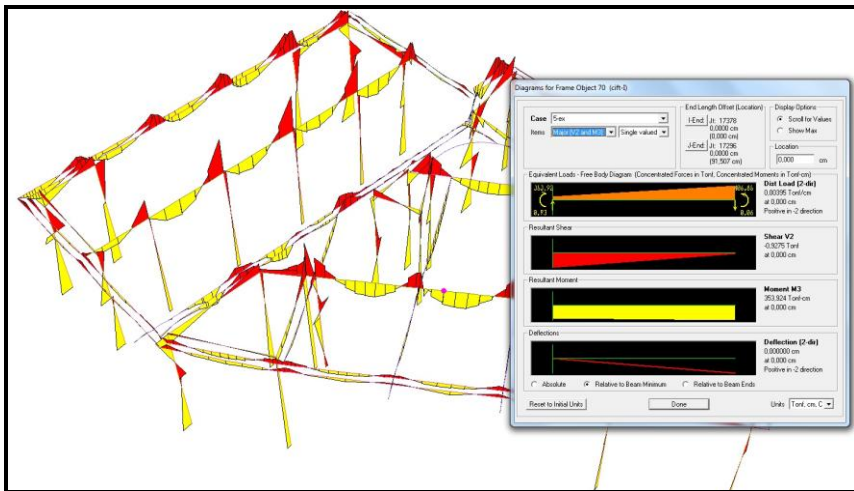 Diagrams for Frame Object 70 (cift-I)
Case 5-ex
Items Major (V2 and M3) Single valued
End Length Offset (Location)
I-End: Jt: 17378
0,0000 cm
(0,000 cm)
J-End: Jt: 17296
0,0000 cm
(91,507 cm)
Display Options
Scroll for Values
Show Max
Location
0,000 cm
Equivalent Loads - Free Body Diagram (Concentrated Forces in Tonf, Concentrated Moments in Tonf-cm)
0.93
0.06
Dist Load (2-dir)
0,00395 Tonf/cm
at 0,000 cm
Positive in -2 direction
Resultant Shear
Shear V2
-0,9275 Tonf
at 0,000 cm
Resultant Moment
Moment M3
353,924 Tonf-cm
at 0,000 cm
Deflections
Deflection (2-dir)
0,000000 cm
at 0,000 cm
Positive in -2 direction
Absolute Relative to Beam Minimum Relative to Beam Ends
Reset to Initial Units Done Units Tonf, cm, C